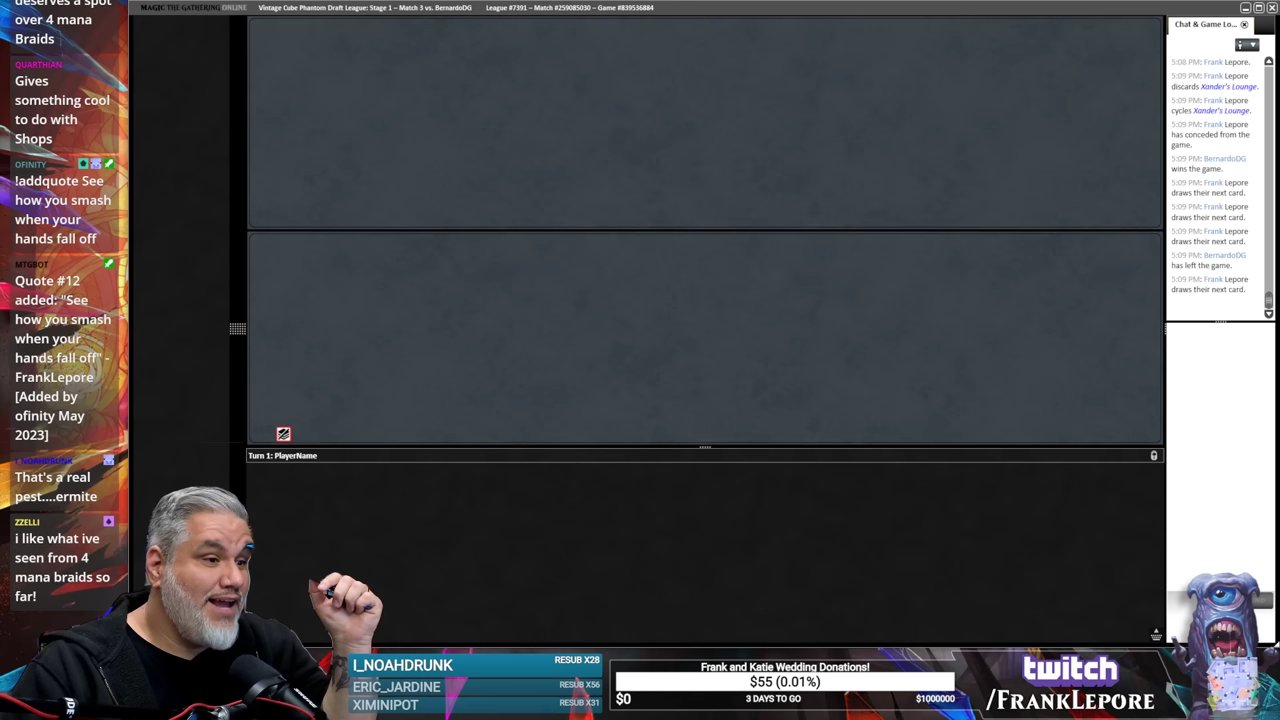 MAGIC THE GATHERING ONLINE
Vintage Cube Phantom Draft League: Stage 1 – Match 3 vs. BernardoDG
League #7391 – Match #259085030 – Game #839536884
deserves a spot
over 4 mana
Braids
QUARTHIAN
Gives
something cool
to do with
Shops
OFINITY
!addquote See
how you smash
when your
hands fall off
MTGBOT
Quote #12
added: "See
how you smash
when your
hands fall off" -
FrankLepore
[Added by
ofinity May
2023]
I_NOAHDRUNK
That's a real
pest....ermite
ZZELLI
i like what ive
seen from 4
mana braids so
far!
Turn 1: PlayerName
Chat & Game Lo...
5:08 PM: Frank Lepore.
5:09 PM: Frank Lepore
discards Xander's Lounge.
5:09 PM: Frank Lepore
cycles Xander's Lounge.
5:09 PM: Frank Lepore
has conceded from the
game.
5:09 PM: BernardoDG
wins the game.
5:09 PM: Frank Lepore
draws their next card.
5:09 PM: Frank Lepore
draws their next card.
5:09 PM: Frank Lepore
draws their next card.
5:09 PM: BernardoDG
has left the game.
5:09 PM: Frank Lepore
draws their next card.
I_NOAHDRUNK RESUB X28
ERIC_JARDINE RESUB X56
XIMINIPOT RESUB X31
Frank and Katie Wedding Donations!
$55 (0.01%)
$0 3 DAYS TO GO $1000000
twitch
/FRANKLEPORE